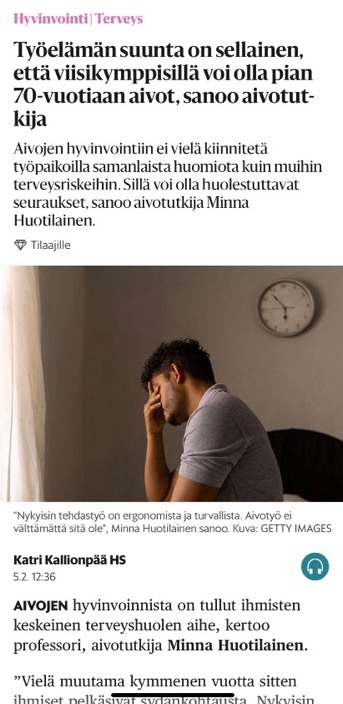 Hyvinvointi | Terveys
Työelämän suunta on sellainen,
että viisikymppisillä voi olla pian
70-vuotiaan aivot, sanoo aivotut-
kija
Aivojen hyvinvointiin ei vielä kiinnitetä
työpaikoilla samanlaista huomiota kuin muihin
terveysriskeihin. Sillä voi olla huolestuttavat
seuraukset, sanoo aivotutkija Minna
Huotilainen.
Tilaajille
”Nykyisin tehdastyö on ergonomista ja turvallista. Aivotyö ei
välttämättä sitä ole”, Minna Huotilainen sanoo. Kuva: GETTY IMAGES
Katri Kallionpää HS
5.2. 12:36
AIVOJEN hyvinvoinnista on tullut ihmisten
keskeinen terveyshuolen aihe, kertoo
professori, aivotutkija Minna Huotilainen.
”Vielä muutama kymmenen vuotta sitten
ihmiset pelkäsivät sydänkohtausta. Nykyisin